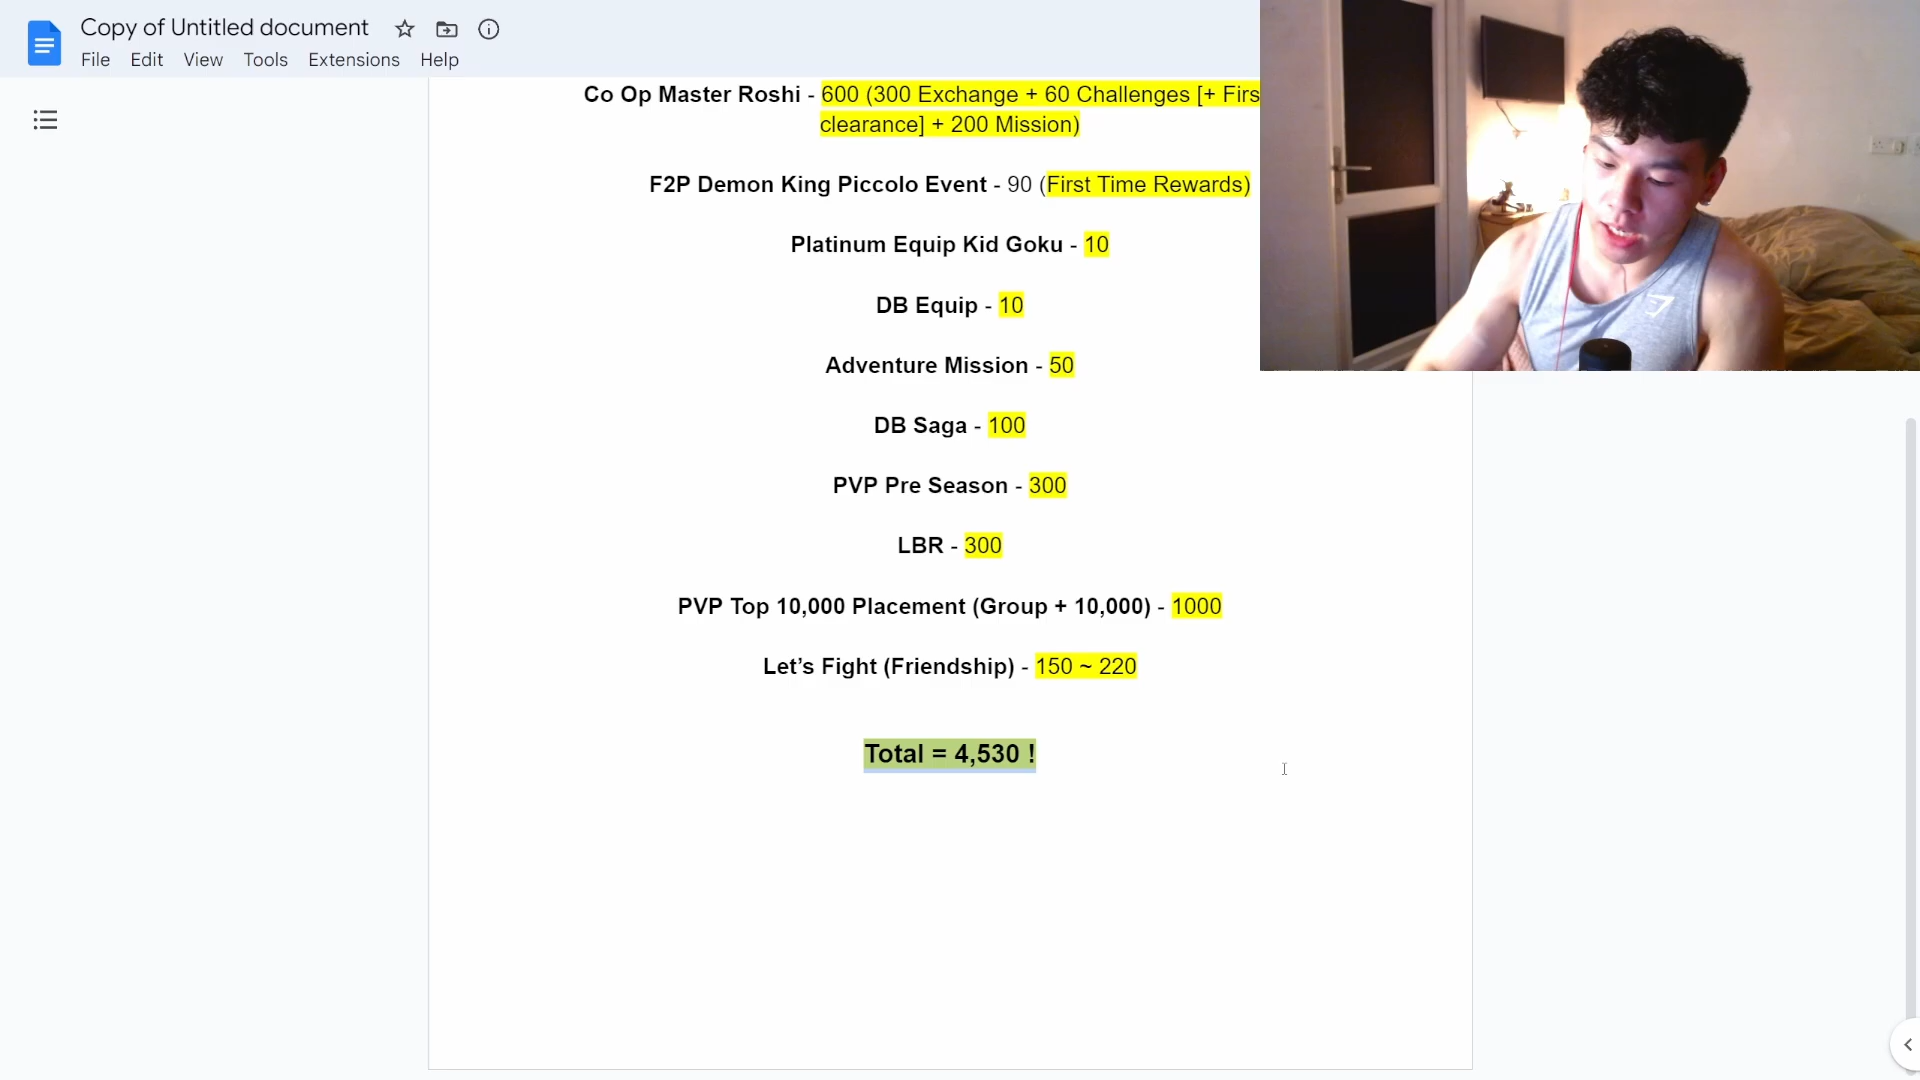 Copy of Untitled document
File Edit View Tools Extensions Help
Co Op Master Roshi - 600 (300 Exchange + 60 Challenges [+ Firs
clearance] + 200 Mission)
F2P Demon King Piccolo Event - 90 (First Time Rewards)
Platinum Equip Kid Goku - 10
DB Equip - 10
Adventure Mission - 50
DB Saga - 100
PVP Pre Season - 300
LBR - 300
PVP Top 10,000 Placement (Group + 10,000) - 1000
Let’s Fight (Friendship) - 150 ~ 220
Total = 4,530 !